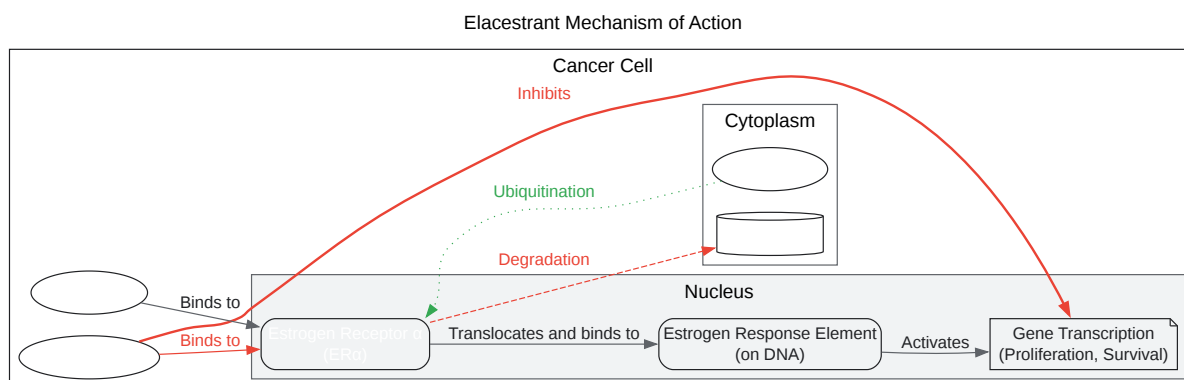 Elacestrant Mechanism of Action
Cancer Cell
Inhibits
Cytoplasm
Ubiquitination
Degradation
Nucleus
Binds to
Binds to
Estrogen Receptor α
(ERα)
Translocates and binds to
Estrogen Response Element
(on DNA)
Activates
Gene Transcription
(Proliferation, Survival)